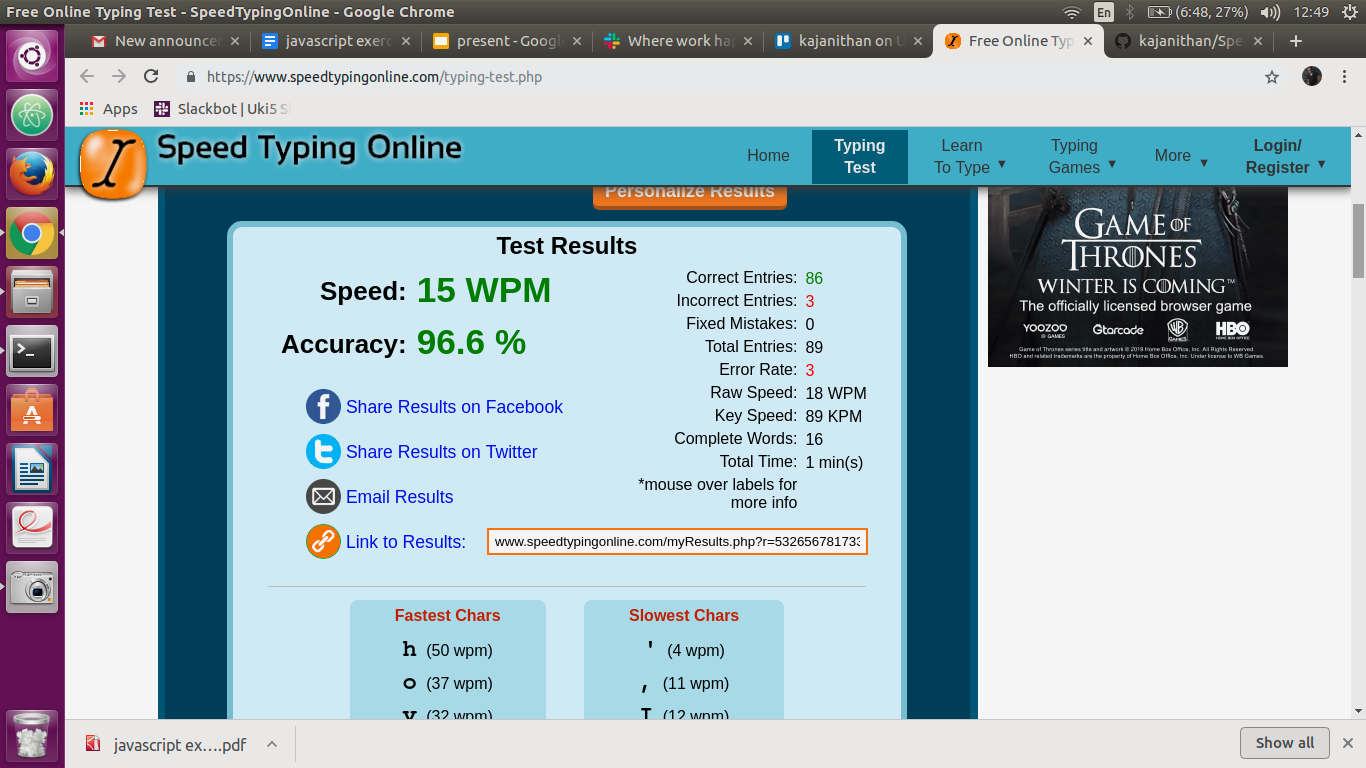 Free Online Typing Test - SpeedTypingOnline - Google Chrome
En
(6:48, 27%)
12:49
New announcer
javascript exerc
present - Googl
Where work ha
kajanithan on U
Free Online Typ
kajanithan/Spe
https://www.speedtypingonline.com/typing-test.php
Apps
Slackbot | Uki5 S
Speed Typing Online
Home
Typing
Test
Learn
To Type
Typing
Games
More
Login/
Register
Personalize Results
Test Results
Speed: 15 WPM
Accuracy: 96.6 %
Correct Entries: 86
Incorrect Entries: 3
Fixed Mistakes: 0
Total Entries: 89
Error Rate: 3
Raw Speed: 18 WPM
Key Speed: 89 KPM
Complete Words: 16
Total Time: 1 min(s)
*mouse over labels for
more info
Share Results on Facebook
Share Results on Twitter
Email Results
Link to Results: www.speedtypingonline.com/myResults.php?r=532656781733
Fastest Chars
h (50 wpm)
o (37 wpm)
y (32 wpm)
Slowest Chars
' (4 wpm)
, (11 wpm)
I (12 wpm)
GAME OF
THRONES
WINTER IS COMING™
The officially licensed browser game
YOOZOO GAMES
Gtarcade
WB GAMES
HBO HOME BOX OFFICE
Game of Thrones series title and artwork © 2019 Home Box Office, Inc. All Rights Reserved.
HBO and related trademarks are the property of Home Box Office, Inc. Under license to WB Games.
javascript ex….pdf
Show all